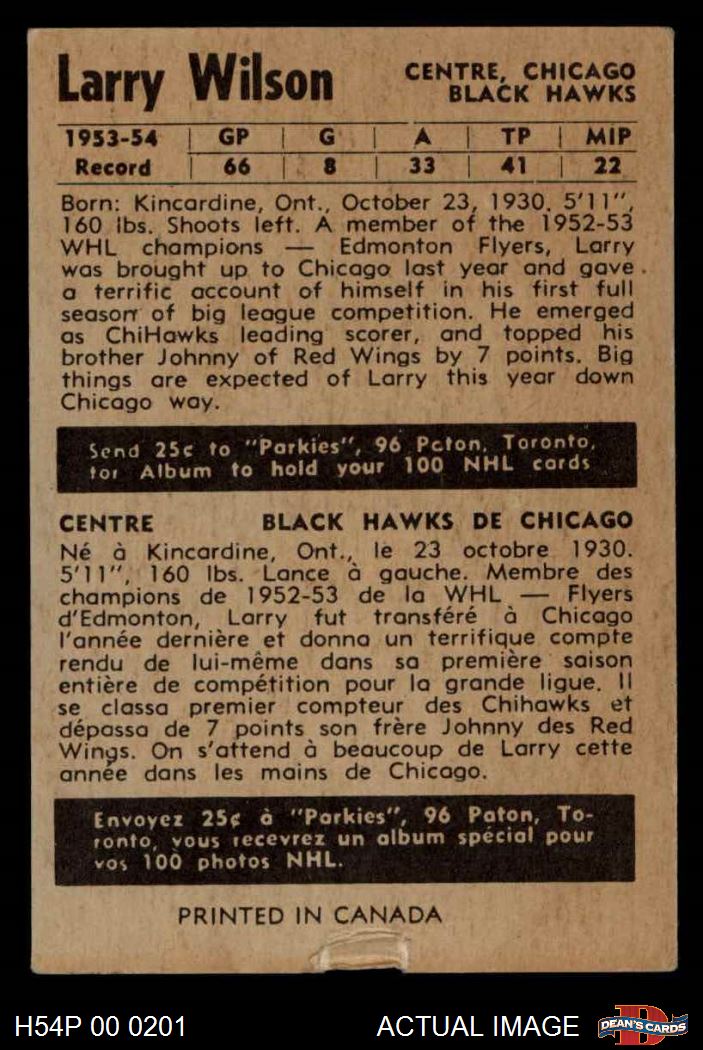 Larry Wilson
CENTRE, CHICAGO
BLACK HAWKS
1953-54 | GP | G | A | TP | MIP
Record | 66 | 8 | 33 | 41 | 22
Born: Kincardine, Ont., October 23, 1930. 5'11",
160 lbs. Shoots left. A member of the 1952-53
WHL champions — Edmonton Flyers, Larry
was brought up to Chicago last year and gave
a terrific account of himself in his first full
season of big league competition. He emerged
as ChiHawks leading scorer, and topped his
brother Johnny of Red Wings by 7 points. Big
things are expected of Larry this year down
Chicago way.
Send 25¢ to "Parkies", 96 Paton, Toronto,
for Album to hold your 100 NHL cards
CENTRE BLACK HAWKS DE CHICAGO
Né à Kincardine, Ont., le 23 octobre 1930.
5'11", 160 lbs. Lance à gauche. Membre des
champions de 1952-53 de la WHL — Flyers
d'Edmonton, Larry fut transféré à Chicago
l'année dernière et donna un terrifique compte
rendu de lui-même dans sa première saison
entière de compétition pour la grande ligue. Il
se classa premier compteur des Chihawks et
dépassa de 7 points son frère Johnny des Red
Wings. On s'attend à beaucoup de Larry cette
année dans les mains de Chicago.
Envoyez 25¢ à "Parkies", 96 Paton, To-
ronto, vous recevrez un album spécial pour
vos 100 photos NHL.
PRINTED IN CANADA
H54P 00 0201 ACTUAL IMAGE DEAN'S CARDS